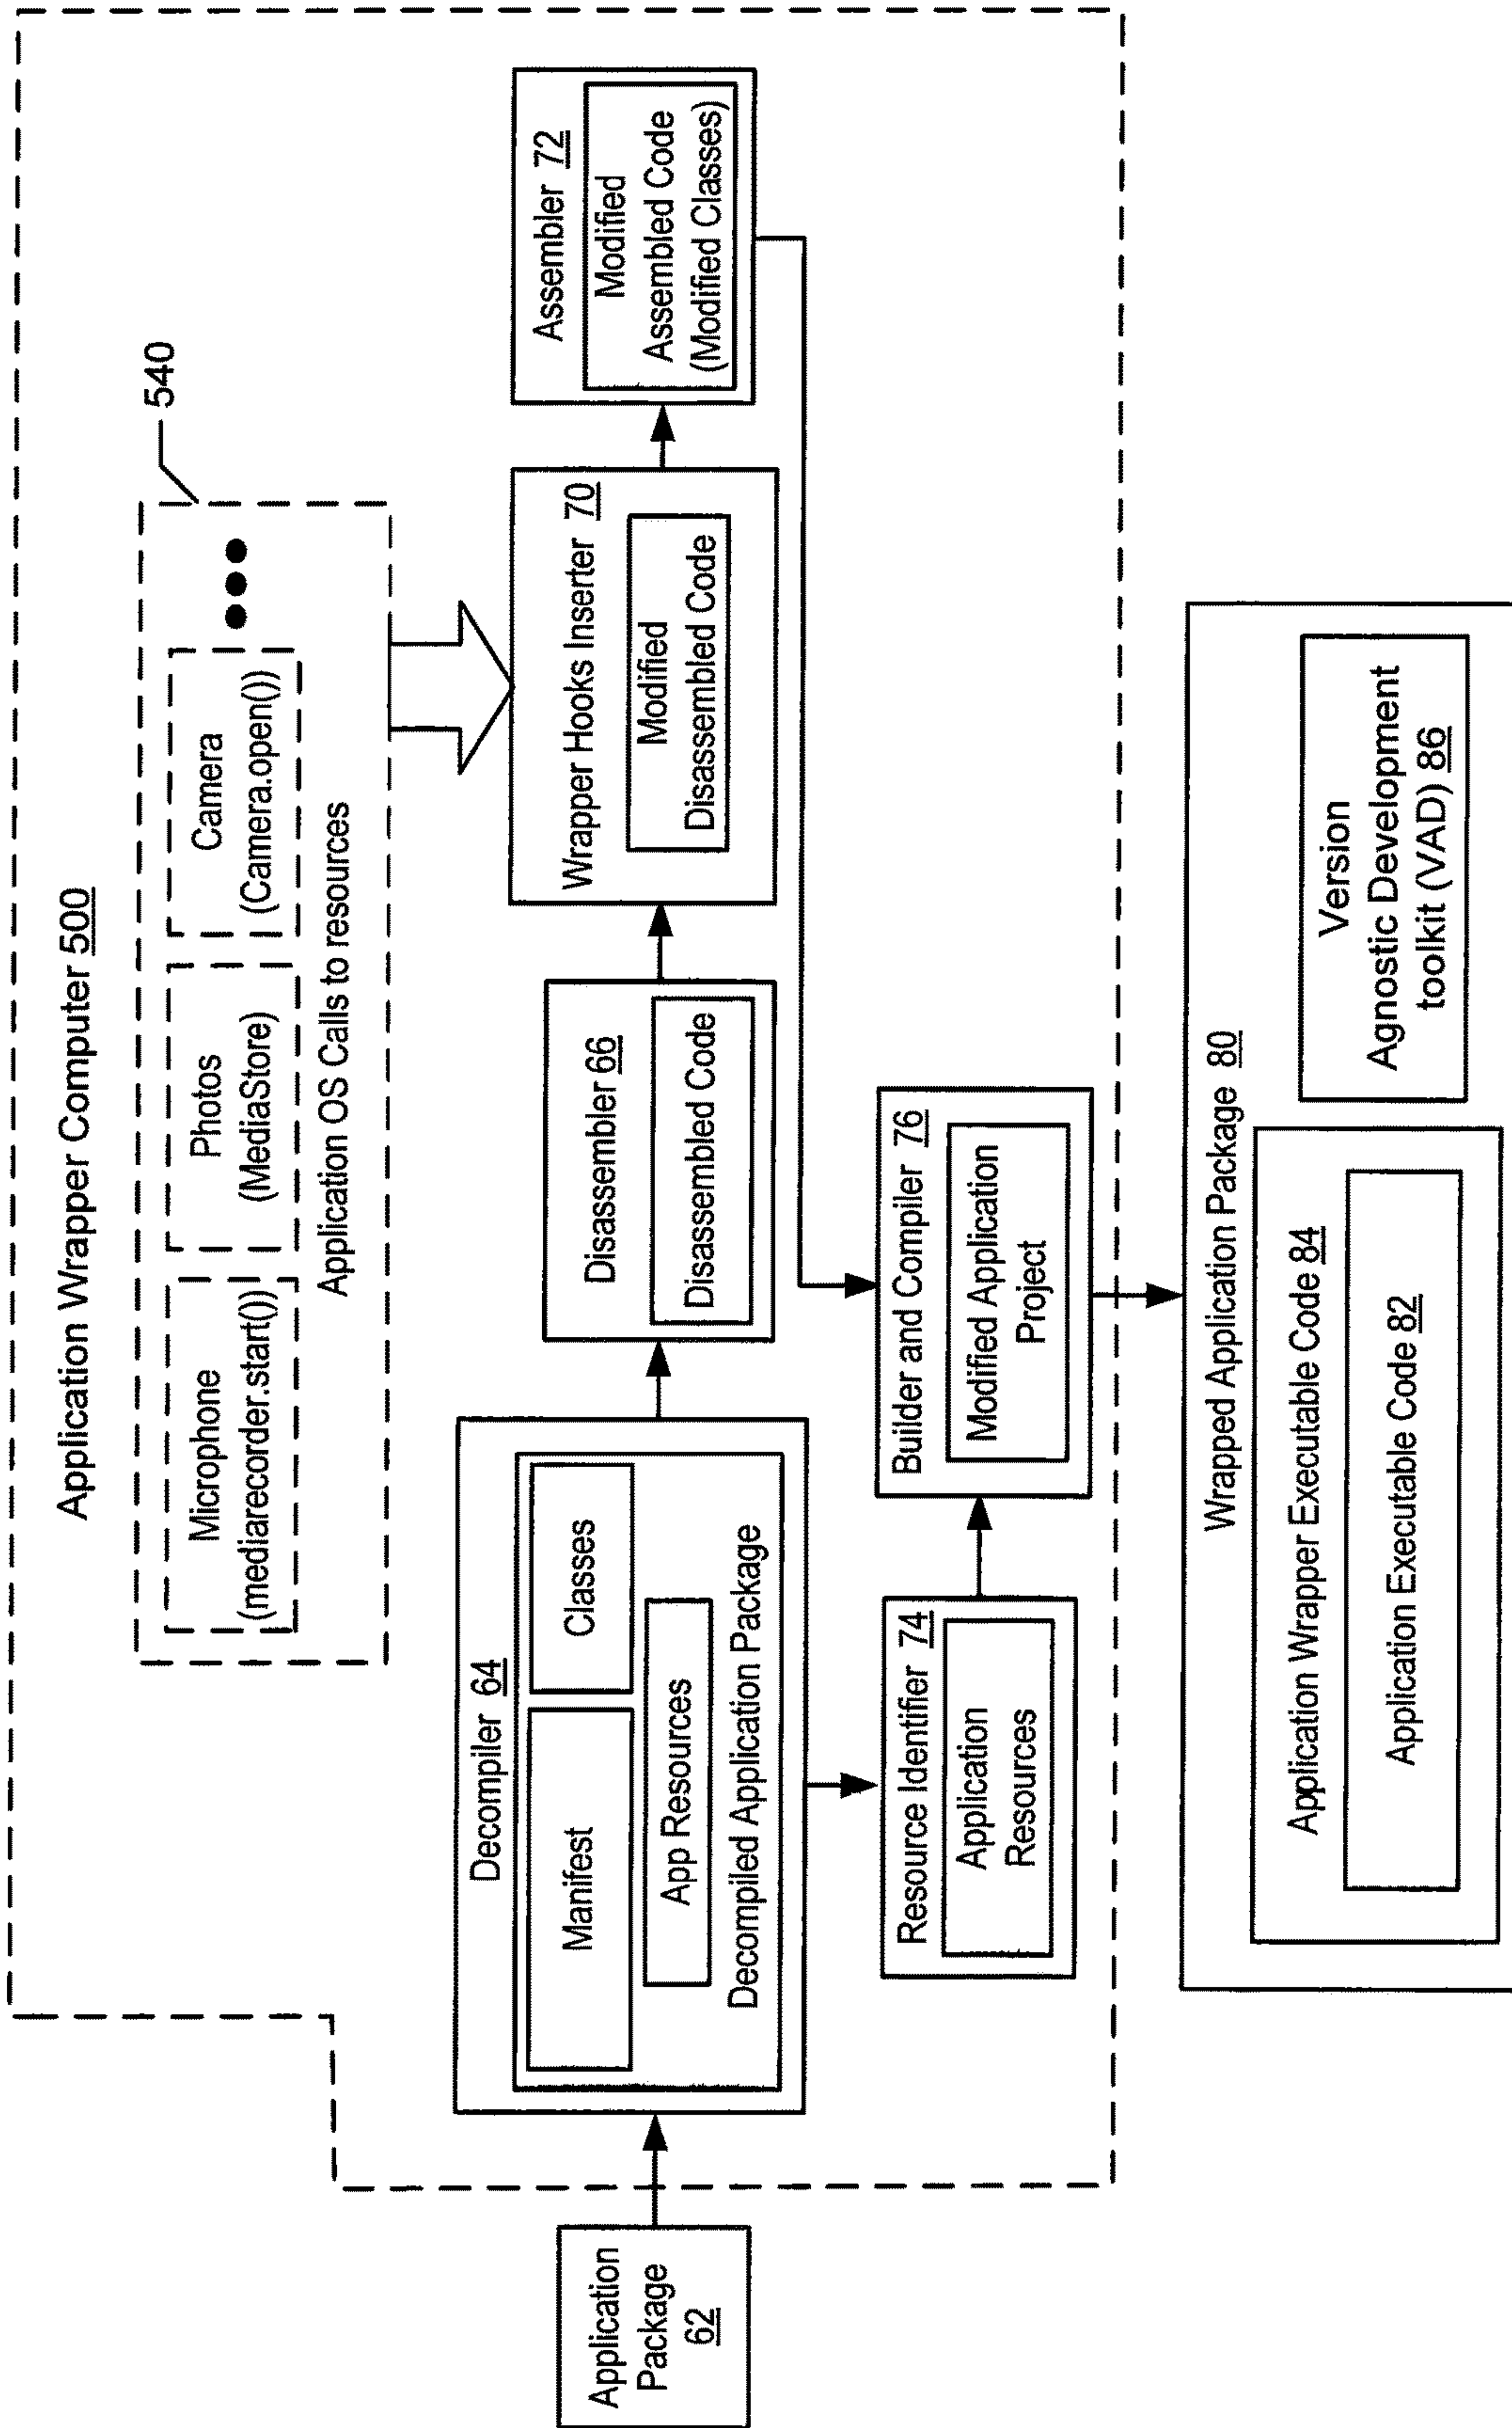 Application Wrapper Computer 500
540
Microphone
(mediarecorder.start())
Photos
(MediaStore)
Camera
(Camera.open())
Application OS Calls to resources
Application
Package
62
Decompiler 64
Manifest
Classes
App Resources
Decompiled Application Package
Disassembler 66
Disassembled Code
Wrapper Hooks Inserter 70
Modified
Disassembled Code
Assembler 72
Modified
Assembled Code
(Modified Classes)
Resource Identifier 74
Application
Resources
Builder and Compiler 76
Modified Application
Project
Wrapped Application Package 80
Application Wrapper Executable Code 84
Application Executable Code 82
Version
Agnostic Development
toolkit (VAD) 86